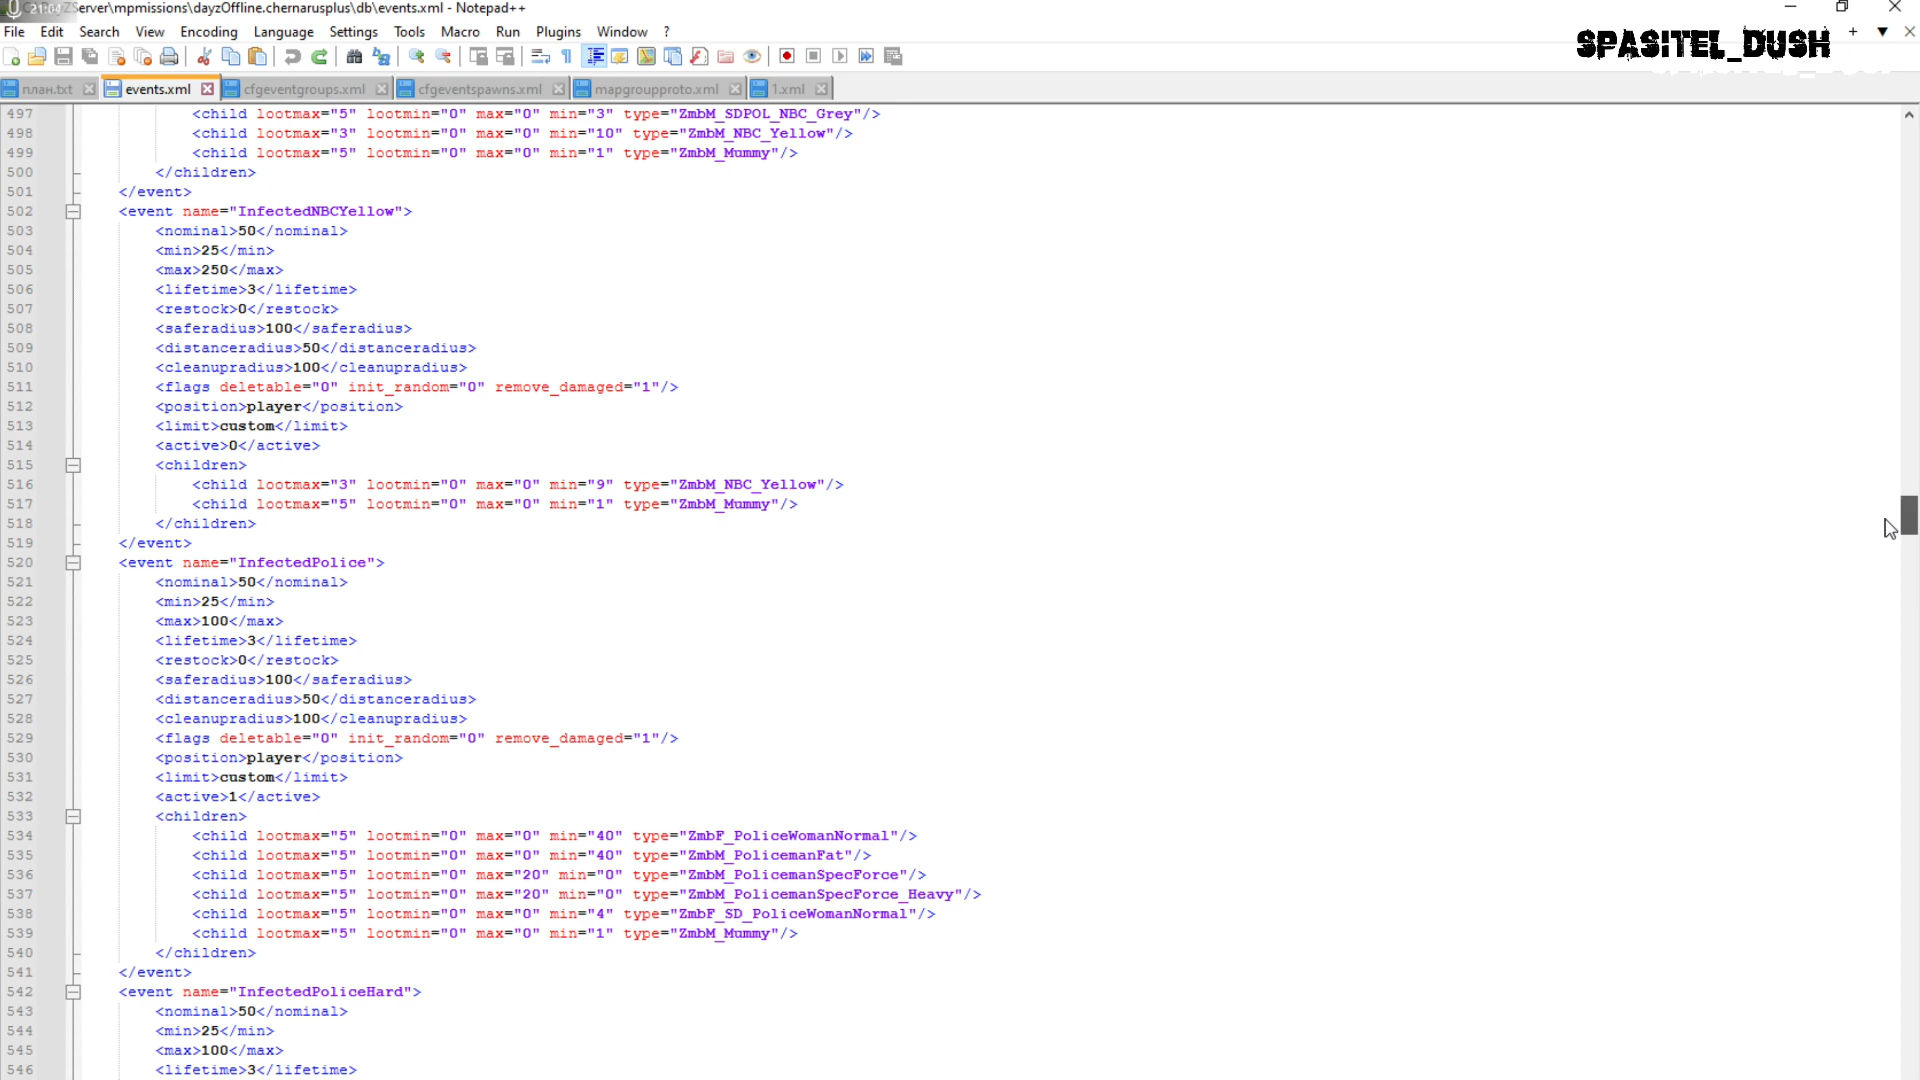 21:04
Server\mpmissions\dayzOffline.chernarusplus\db\events.xml - Notepad++
File Edit Search View Encoding Language Settings Tools Macro Run Plugins Window ?
SPASITEL_DUSH
план.txt events.xml cfgeventgroups.xml cfgeventspawns.xml mapgroupproto.xml 1.xml
497 <child lootmax="5" lootmin="0" max="0" min="3" type="ZmbM_SDPOL_NBC_Grey"/>
498 <child lootmax="3" lootmin="0" max="0" min="10" type="ZmbM_NBC_Yellow"/>
499 <child lootmax="5" lootmin="0" max="0" min="1" type="ZmbM_Mummy"/>
500 </children>
501 </event>
502 <event name="InfectedNBCYellow">
503 <nominal>50</nominal>
504 <min>25</min>
505 <max>250</max>
506 <lifetime>3</lifetime>
507 <restock>0</restock>
508 <saferadius>100</saferadius>
509 <distanceradius>50</distanceradius>
510 <cleanupradius>100</cleanupradius>
511 <flags deletable="0" init_random="0" remove_damaged="1"/>
512 <position>player</position>
513 <limit>custom</limit>
514 <active>0</active>
515 <children>
516 <child lootmax="3" lootmin="0" max="0" min="9" type="ZmbM_NBC_Yellow"/>
517 <child lootmax="5" lootmin="0" max="0" min="1" type="ZmbM_Mummy"/>
518 </children>
519 </event>
520 <event name="InfectedPolice">
521 <nominal>50</nominal>
522 <min>25</min>
523 <max>100</max>
524 <lifetime>3</lifetime>
525 <restock>0</restock>
526 <saferadius>100</saferadius>
527 <distanceradius>50</distanceradius>
528 <cleanupradius>100</cleanupradius>
529 <flags deletable="0" init_random="0" remove_damaged="1"/>
530 <position>player</position>
531 <limit>custom</limit>
532 <active>1</active>
533 <children>
534 <child lootmax="5" lootmin="0" max="0" min="40" type="ZmbF_PoliceWomanNormal"/>
535 <child lootmax="5" lootmin="0" max="0" min="40" type="ZmbM_PolicemanFat"/>
536 <child lootmax="5" lootmin="0" max="20" min="0" type="ZmbM_PolicemanSpecForce"/>
537 <child lootmax="5" lootmin="0" max="20" min="0" type="ZmbM_PolicemanSpecForce_Heavy"/>
538 <child lootmax="5" lootmin="0" max="0" min="4" type="ZmbF_SD_PoliceWomanNormal"/>
539 <child lootmax="5" lootmin="0" max="0" min="1" type="ZmbM_Mummy"/>
540 </children>
541 </event>
542 <event name="InfectedPoliceHard">
543 <nominal>50</nominal>
544 <min>25</min>
545 <max>100</max>
546 <lifetime>3</lifetime>